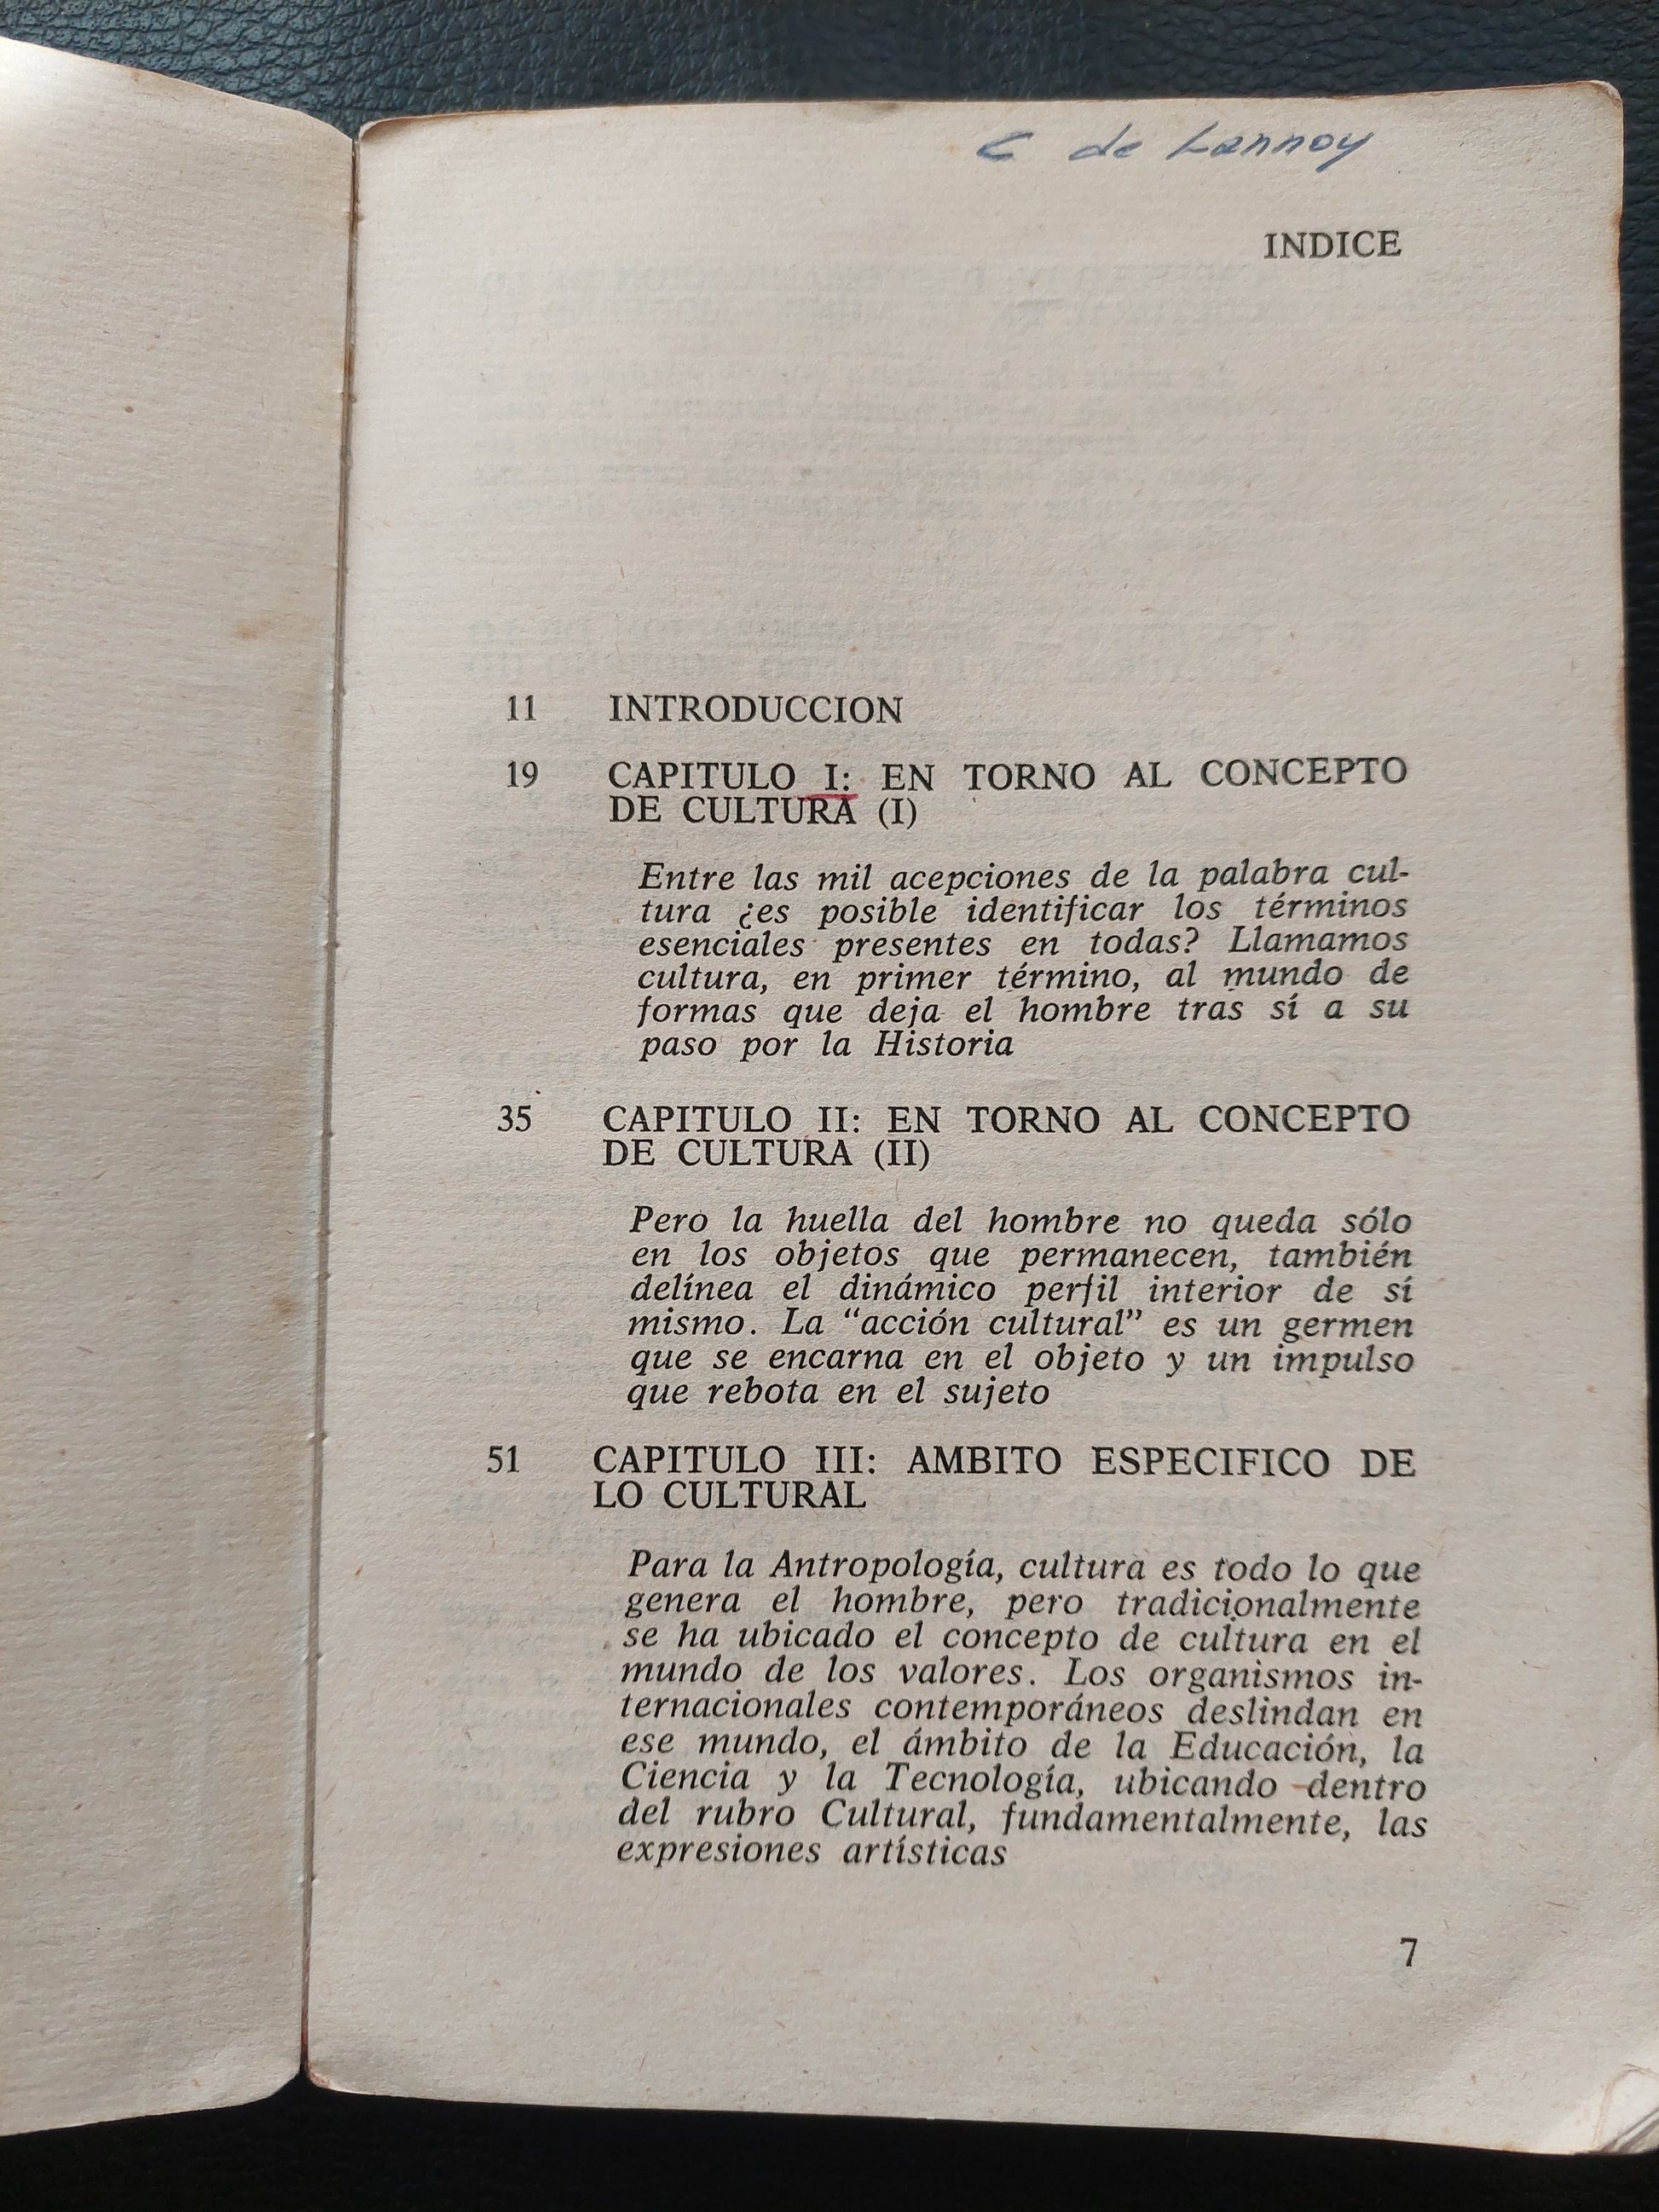 C de Lannoy
INDICE
11 INTRODUCCION
19 CAPITULO I: EN TORNO AL CONCEPTO
DE CULTURA (I)
Entre las mil acepciones de la palabra cul-
tura ¿es posible identificar los términos
esenciales presentes en todas? Llamamos
cultura, en primer término, al mundo de
formas que deja el hombre tras sí a su
paso por la Historia
35 CAPITULO II: EN TORNO AL CONCEPTO
DE CULTURA (II)
Pero la huella del hombre no queda sólo
en los objetos que permanecen, también
delínea el dinámico perfil interior de sí
mismo. La “acción cultural” es un germen
que se encarna en el objeto y un impulso
que rebota en el sujeto
51 CAPITULO III: AMBITO ESPECIFICO DE
LO CULTURAL
Para la Antropología, cultura es todo lo que
genera el hombre, pero tradicionalmente
se ha ubicado el concepto de cultura en el
mundo de los valores. Los organismos in-
ternacionales contemporáneos deslindan en
ese mundo, el ámbito de la Educación, la
Ciencia y la Tecnología, ubicando dentro
del rubro Cultural, fundamentalmente, las
expresiones artísticas
7